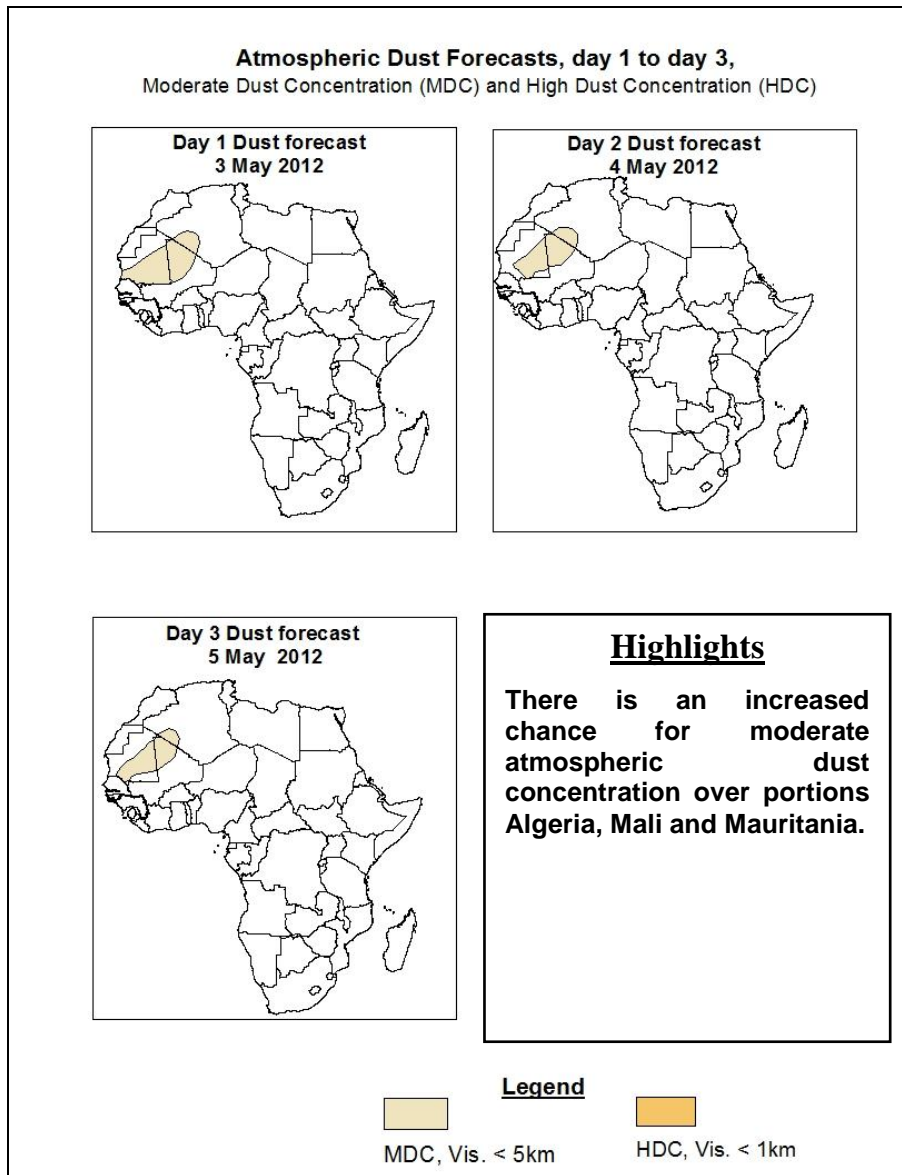 Atmospheric Dust Forecasts, day 1 to day 3,
Moderate Dust Concentration (MDC) and High Dust Concentration (HDC)
Day 1 Dust forecast
3 May 2012
Day 2 Dust forecast
4 May 2012
Day 3 Dust forecast
5 May 2012
Highlights
There is an increased
chance for moderate
atmospheric dust
concentration over portions
Algeria, Mali and Mauritania.
Legend
MDC, Vis. < 5km
HDC, Vis. < 1km